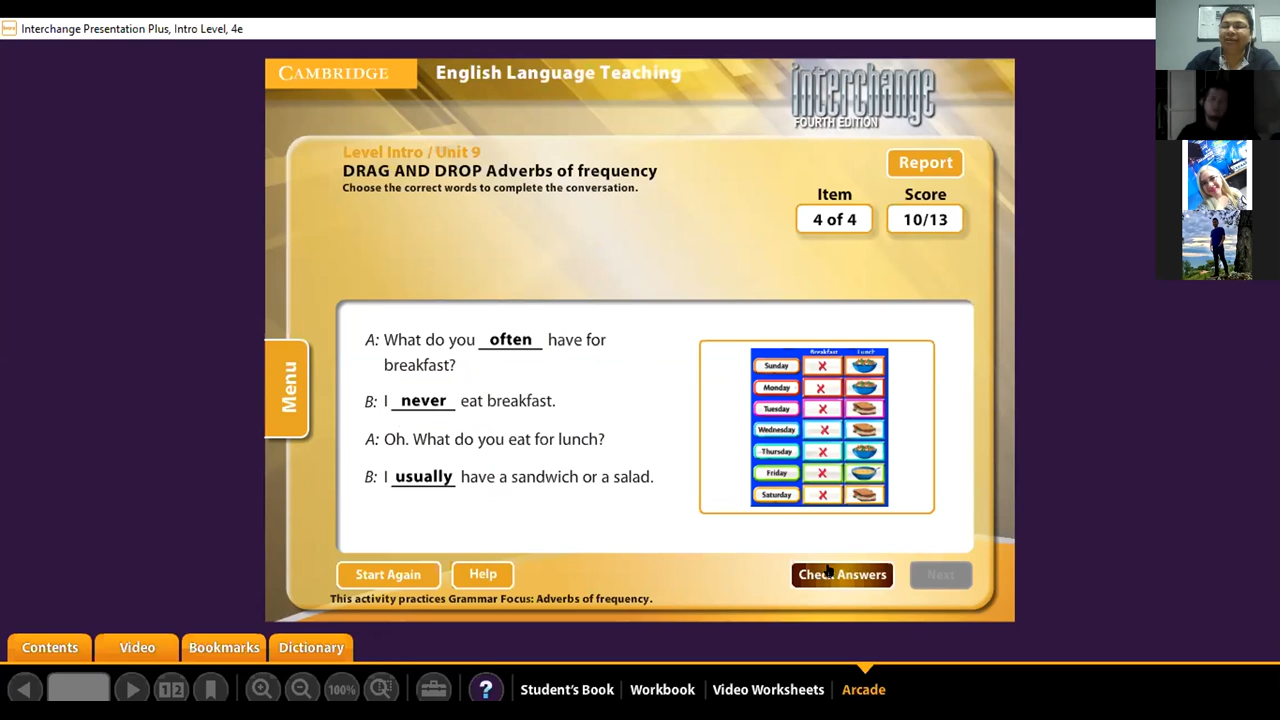 Interchange Presentation Plus, Intro Level, 4e
CAMBRIDGE
English Language Teaching
interchange
FOURTH EDITION
Level Intro / Unit 9
DRAG AND DROP Adverbs of frequency
Choose the correct words to complete the conversation.
Report
Item
Score
4 of 4
10/13
Menu
A: What do you often have for
breakfast?
B: I never eat breakfast.
A: Oh. What do you eat for lunch?
B: I usually have a sandwich or a salad.
Breakfast Lunch
Sunday
Monday
Tuesday
Wednesday
Thursday
Friday
Saturday
Start Again
Help
Check Answers
Next
This activity practices Grammar Focus: Adverbs of frequency.
Contents
Video
Bookmarks
Dictionary
12
100%
?
Student's Book
Workbook
Video Worksheets
Arcade